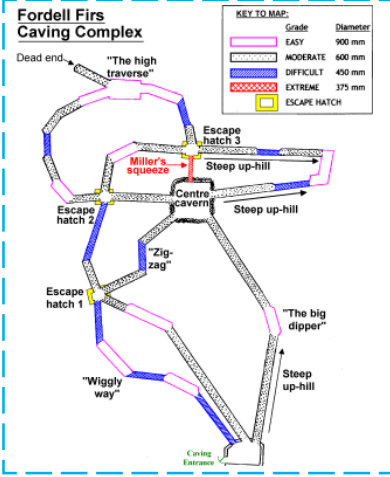 Fordell Firs
Caving Complex
KEY TO MAP:
Grade Diameter
EASY 900 mm
MODERATE 600 mm
DIFFICULT 450 mm
EXTREME 375 mm
ESCAPE HATCH
Dead end
"The high
traverse"
Escape
hatch 3
Miller's
squeeze
Steep up-hill
Centre
cavern
Steep up-hill
Escape
hatch 2
"Zig-
zag"
Escape
hatch 1
"The big
dipper"
Steep
up-hill
"Wiggly
way"
Caving
Entrance